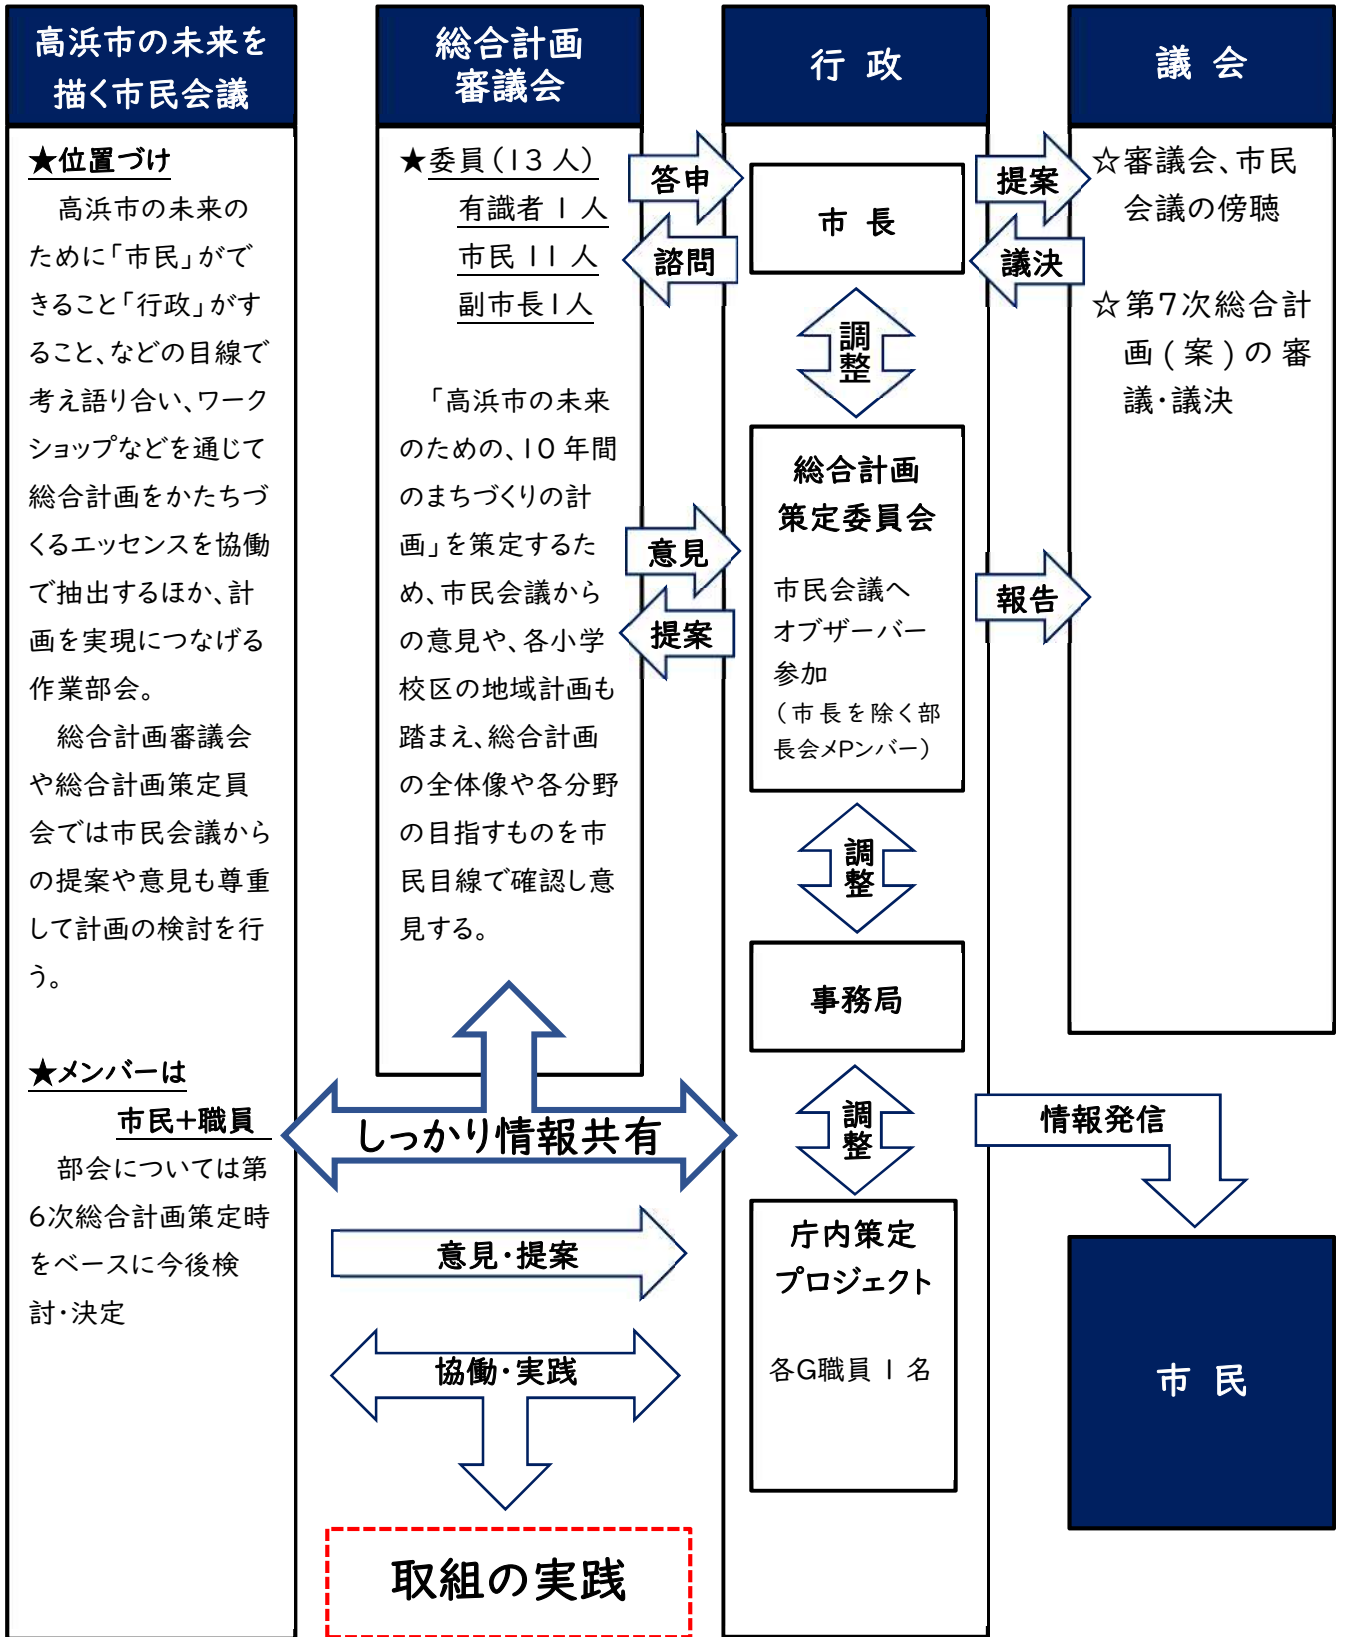 高浜市の未来を
描く市民会議
★位置づけ
高浜市の未来の
ために「市民」がで
きること「行政」がす
ること、などの目線で
考え語り合い、ワーク
ショップなどを通じて
総合計画をかたちづ
くるエッセンスを協働
で抽出するほか、計
画を実現につなげる
作業部会。
総合計画審議会
や総合計画策定員
会では市民会議から
の提案や意見も尊重
して計画の検討を行
う。
★メンバーは
市民+職員
部会については第
6次総合計画策定時
をベースに今後検
討・決定
総合計画
審議会
★委員(13人)
有識者1人
市民11人
副市長1人
「高浜市の未来
のための、10年間
のまちづくりの計
画」を策定するた
め、市民会議から
の意見や、各小学
校区の地域計画も
踏まえ、総合計画
の全体像や各分野
の目指すものを市
民目線で確認し意
見する。
答申
諮問
意見
提案
しっかり情報共有
意見・提案
協働・実践
取組の実践
行政
市長
調整
総合計画
策定委員会
市民会議へ
オブザーバー
参加
(市長を除く部
長会メPンバー)
調整
事務局
調整
庁内策定
プロジェクト
各G職員1名
提案
議決
報告
情報発信
議会
☆審議会、市民
会議の傍聴
☆第7次総合計
画(案)の審
議・議決
市民